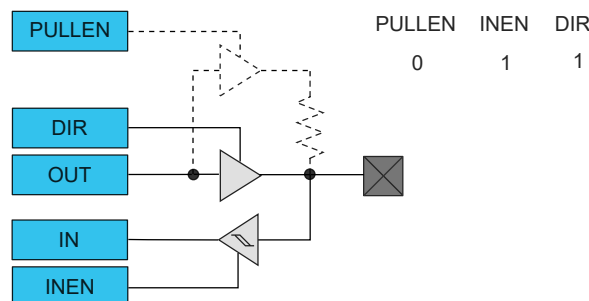 PULLEN
PULLEN INEN DIR
0 1 1
DIR
OUT
IN
INEN